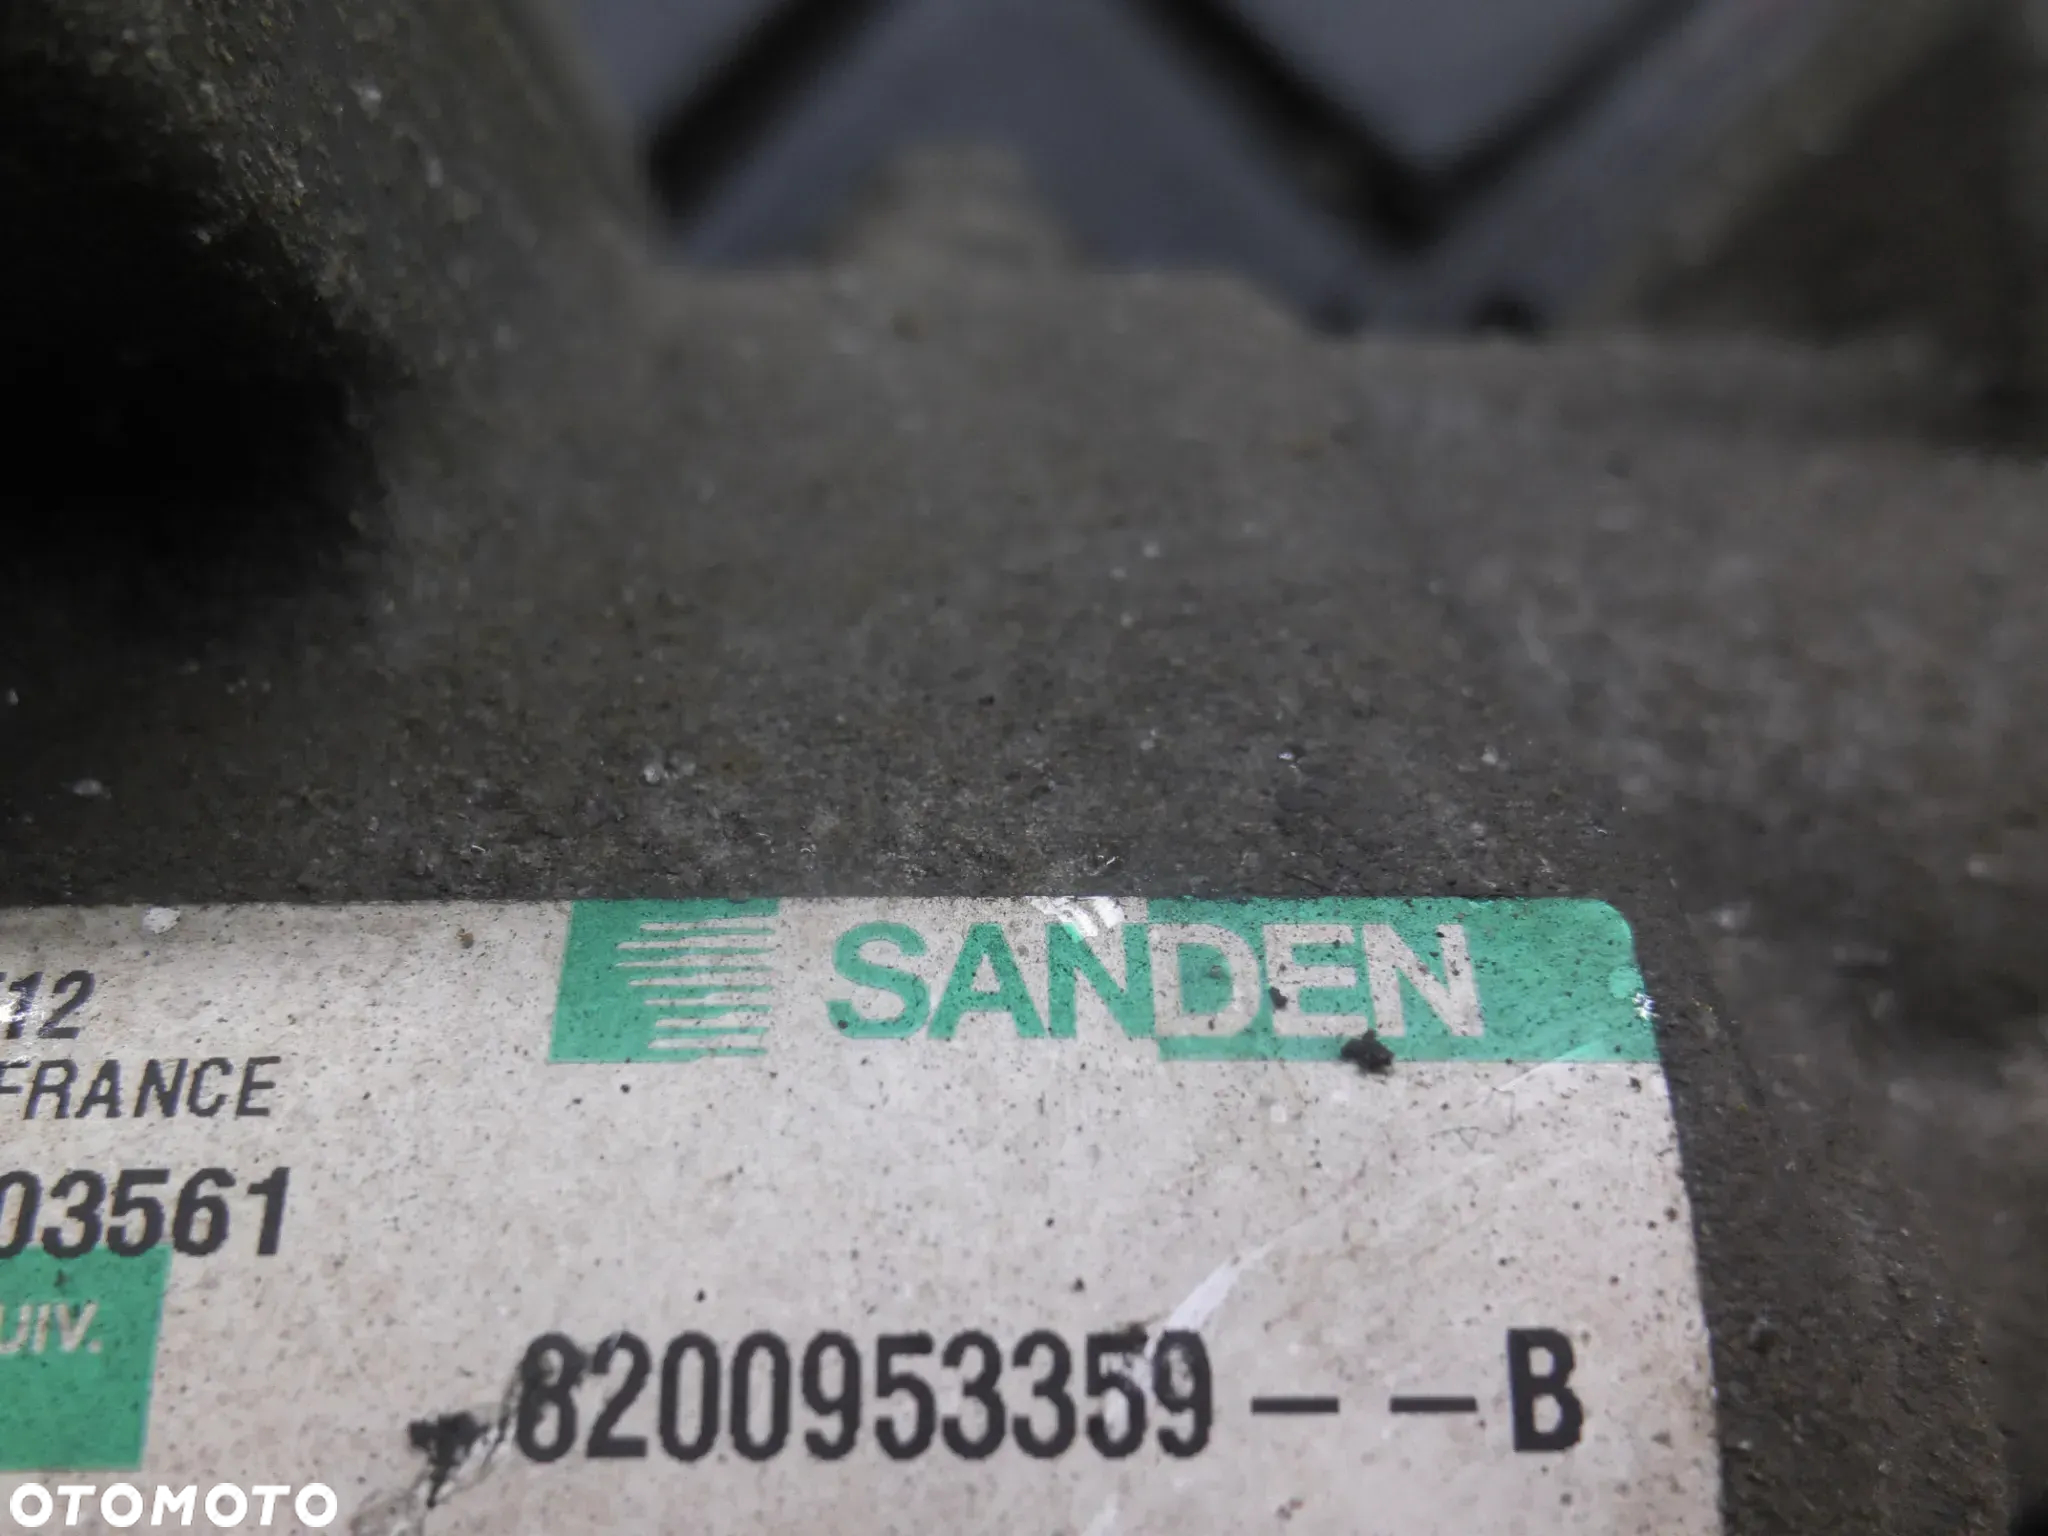 SANDEN
12
FRANCE
03561
UIV.
8200953359--B
OTOMOTO